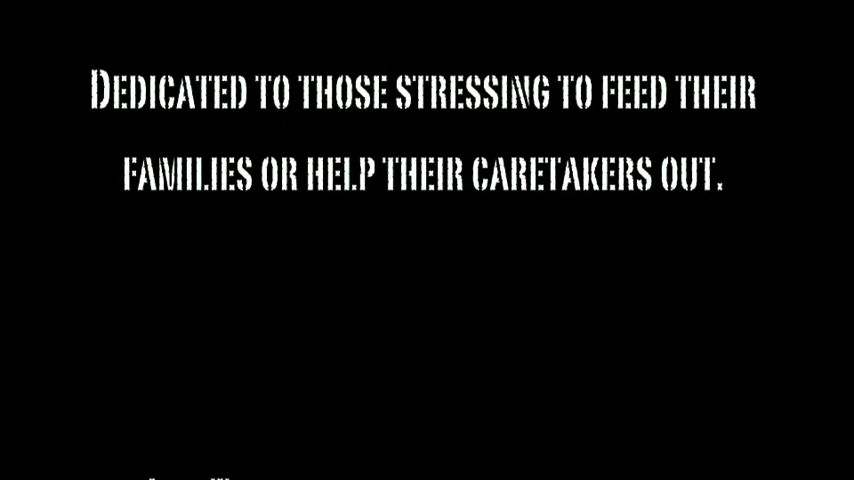 Dedicated to those stressing to feed their
families or help their caretakers out.